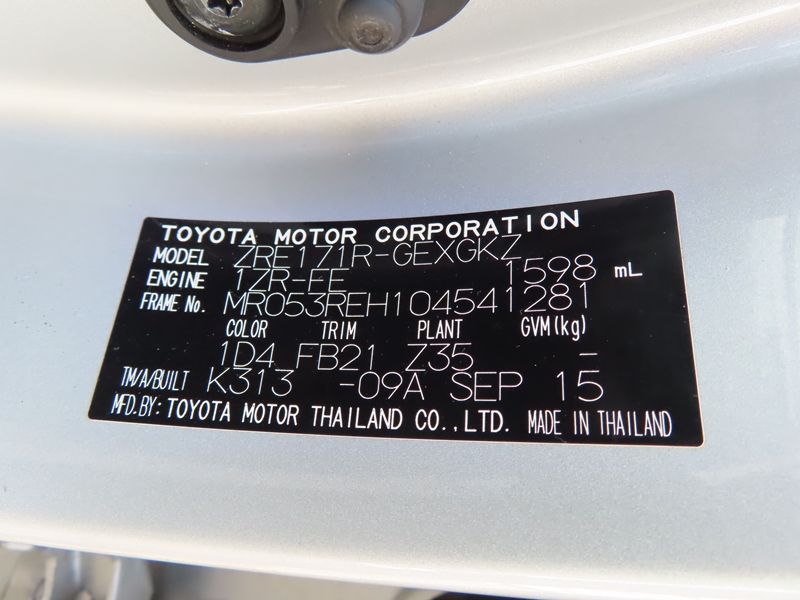 TOYOTA MOTOR CORPORATION
MODEL ZRE171R-GEXGKZ
ENGINE 1ZR-FE 1598 mL
FRAME No. MR053REH104541281
COLOR TRIM PLANT GVM(kg)
1D4 FB21 Z35 -
TM/A/BUILT K313 -09A SEP 15
MFD.BY: TOYOTA MOTOR THAILAND CO.,LTD. MADE IN THAILAND